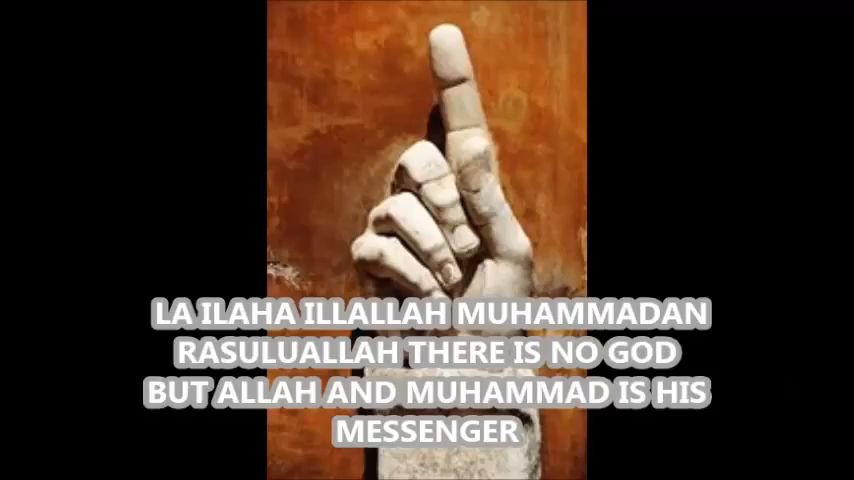 LA ILAHA ILLALLAH MUHAMMADAN
RASULUALLAH THERE IS NO GOD
BUT ALLAH AND MUHAMMAD IS HIS
MESSENGER